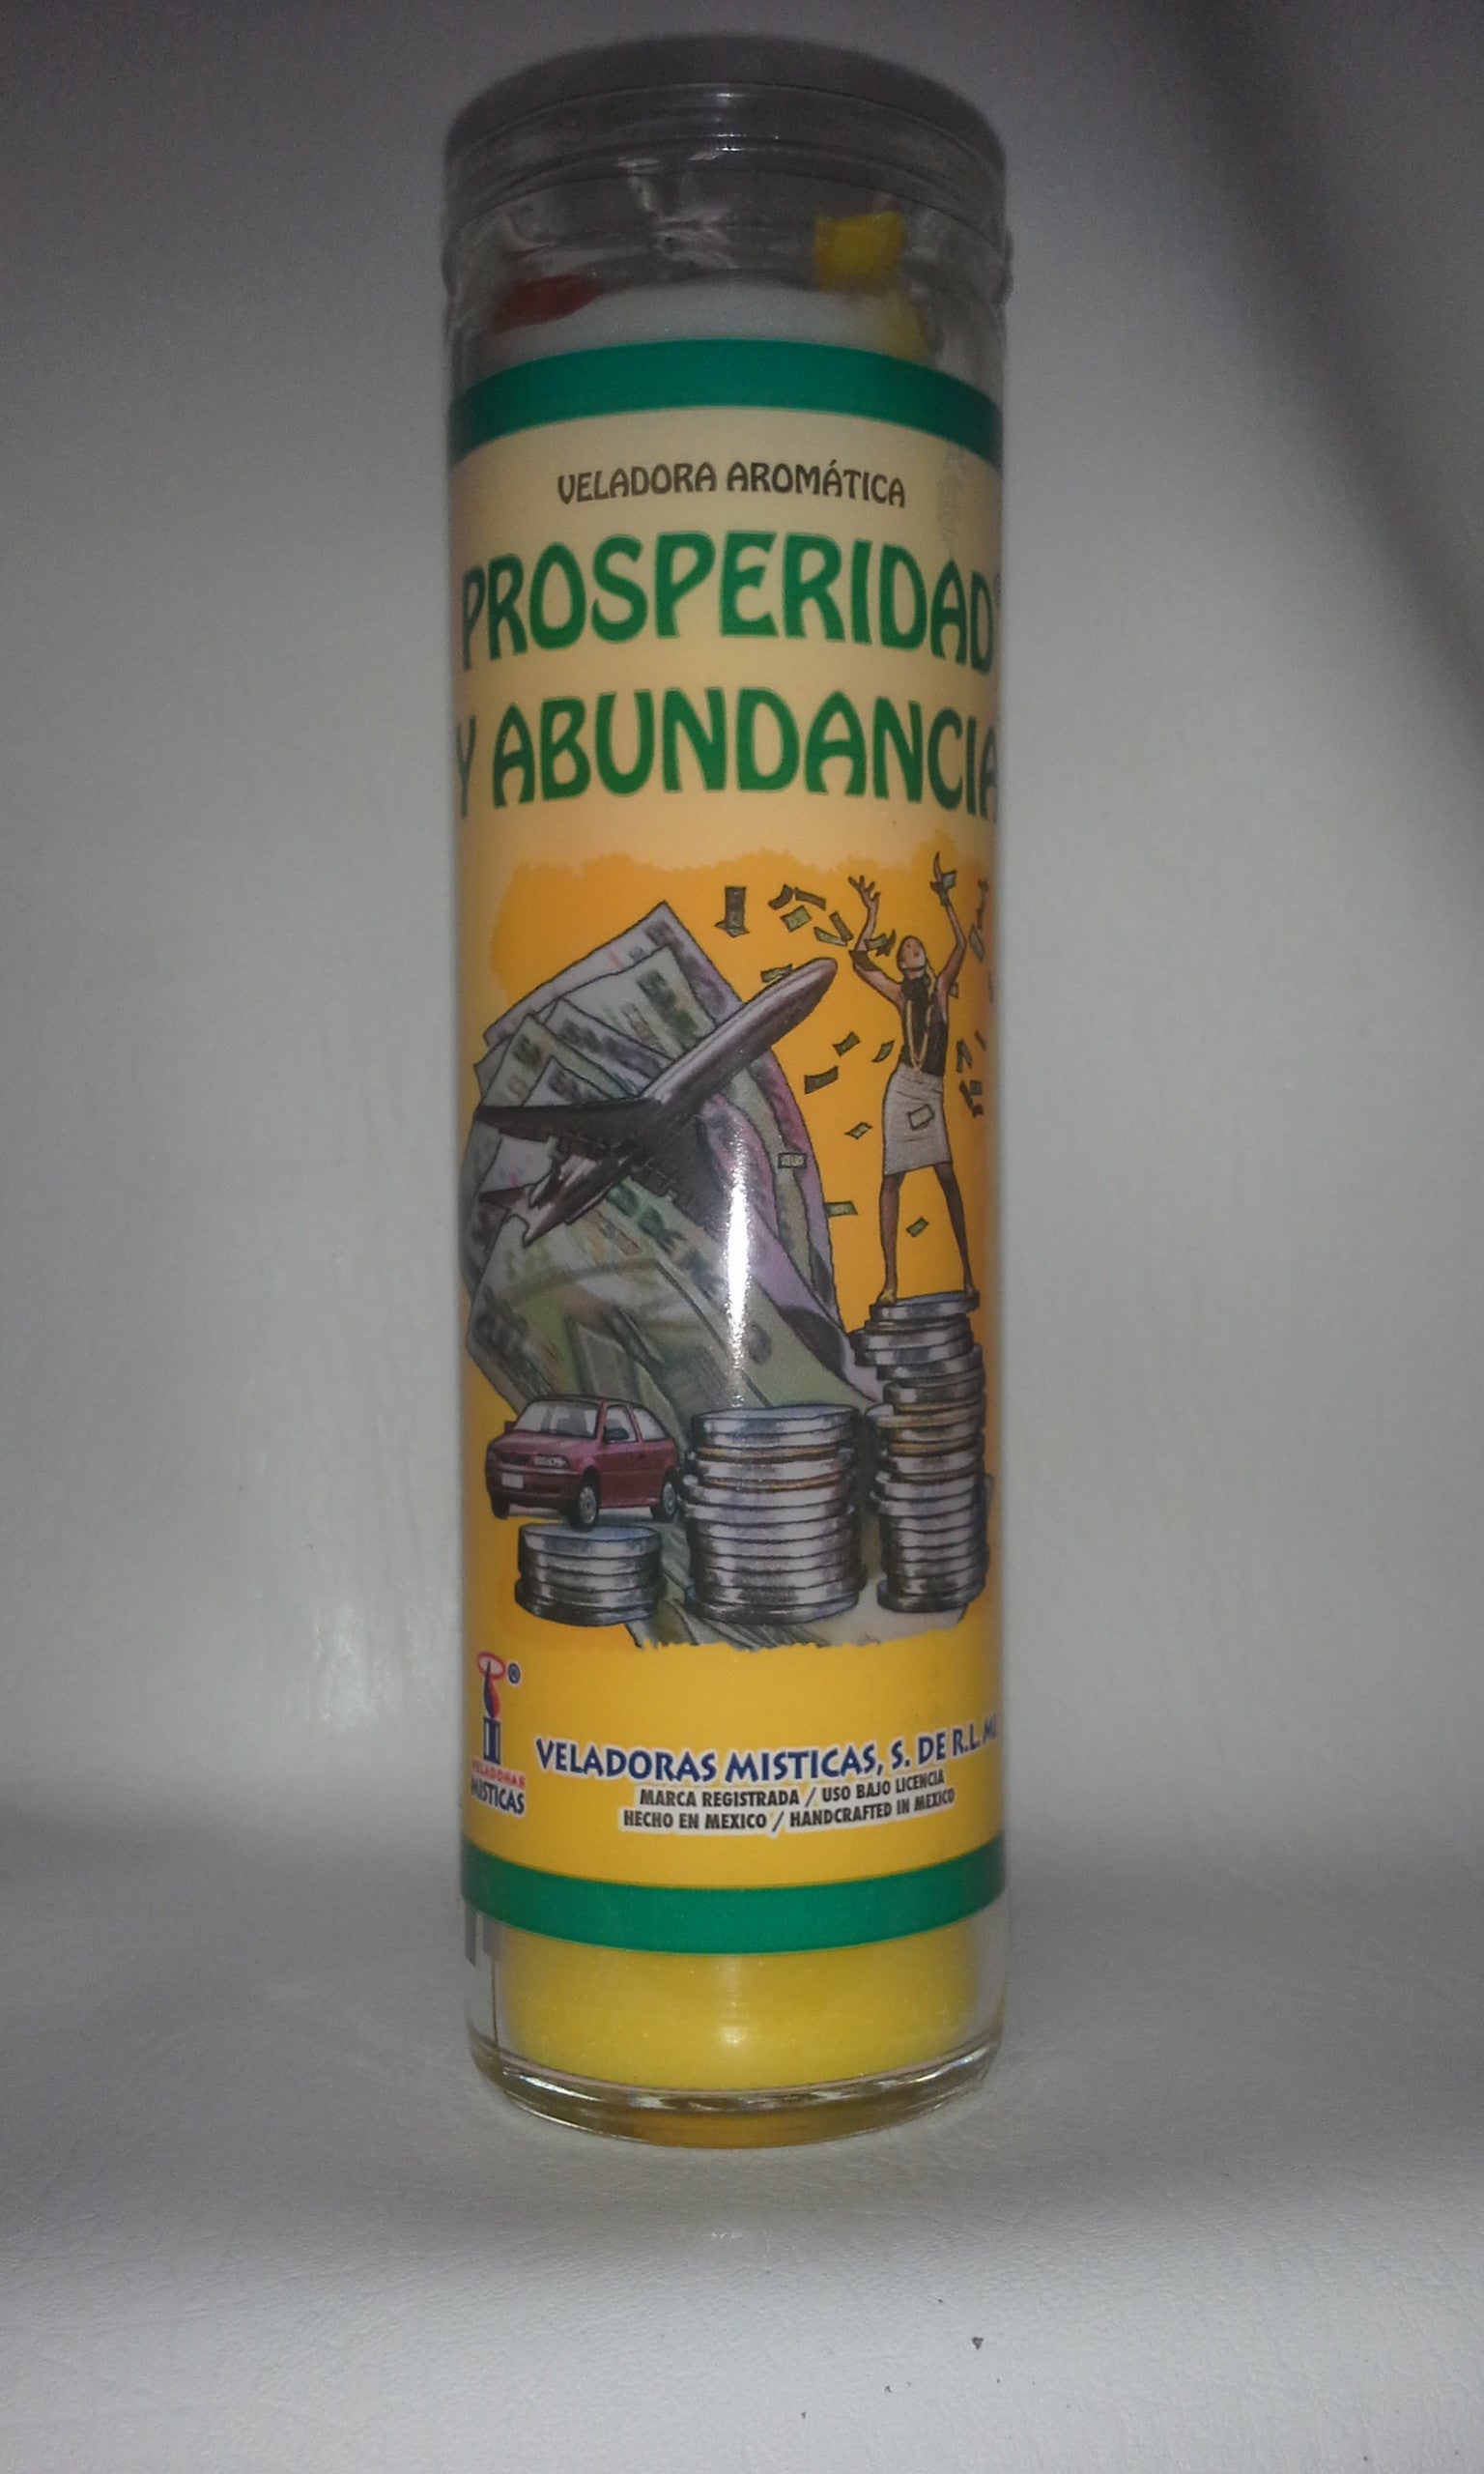 VELADORA AROMÁTICA
PROSPERIDAD
Y ABUNDANCIA
®
VELADORAS
MISTICAS
VELADORAS MISTICAS, S. DE R.L.
MARCA REGISTRADA / USO BAJO LICENCIA
HECHO EN MEXICO / HANDCRAFTED IN MEXICO